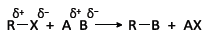 R—X + A B ⟶ R—B + AX
δ+ δ− δ+ δ−